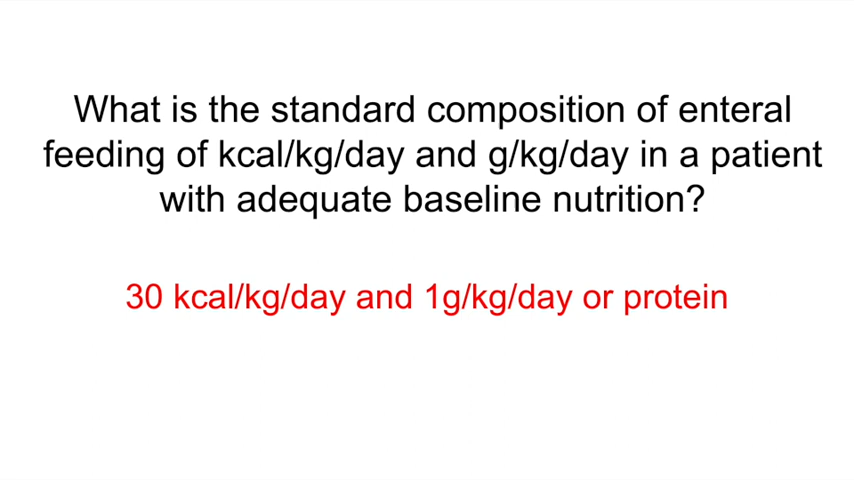 What is the standard composition of enteral
feeding of kcal/kg/day and g/kg/day in a patient
with adequate baseline nutrition?
30 kcal/kg/day and 1g/kg/day or protein